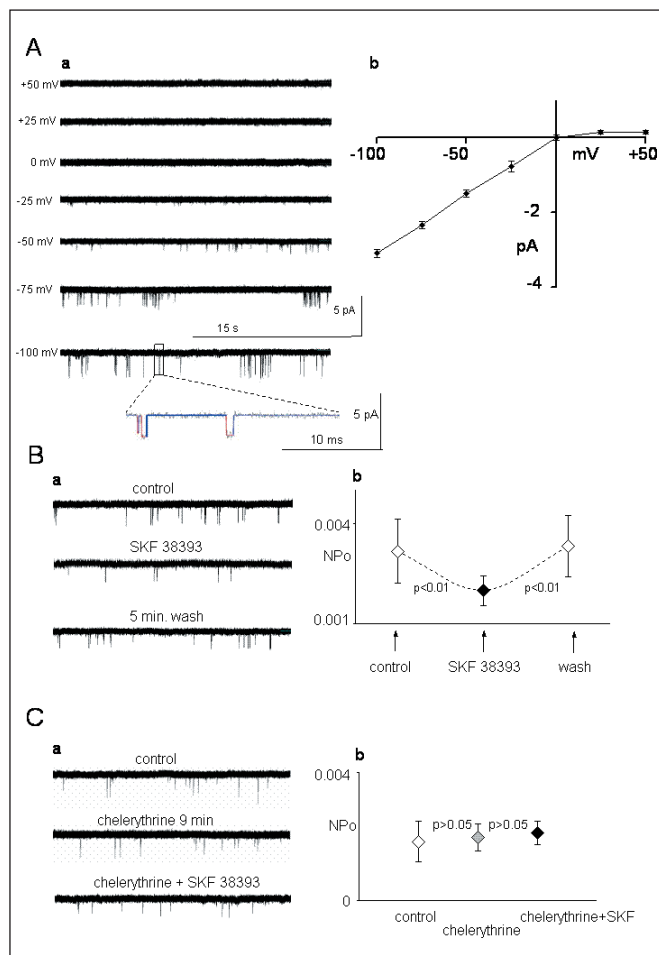 A
a
b
+50 mV
+25 mV
0 mV
-25 mV
-50 mV
-75 mV
5 pA
15 s
-100 mV
5 pA
10 ms
-100
-50
mV
+50
-2
pA
-4
B
a
b
control
SKF 38393
5 min. wash
0.004
NPo
0.001
p<0.01
p<0.01
control
SKF 38393
wash
C
a
b
control
chelerythrine 9 min
chelerythrine + SKF 38393
0.004
NPo
0
p>0.05
p>0.05
control
chelerythrine+SKF
chelerythrine